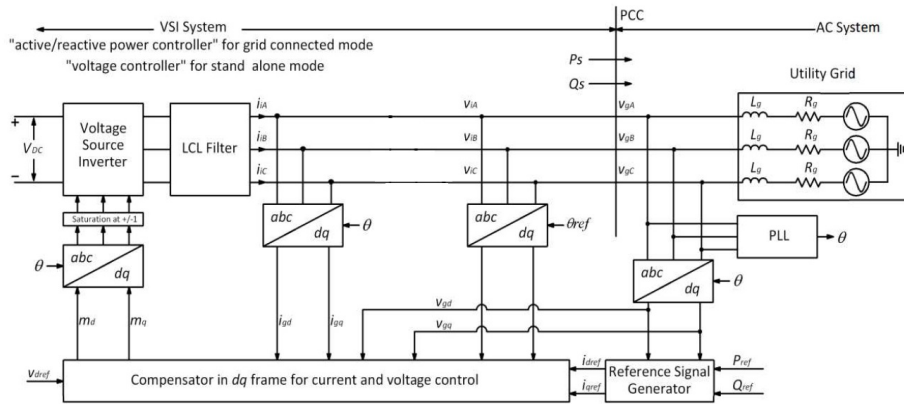 VSI System
PCC
AC System
"active/reactive power controller" for grid connected mode
"voltage controller" for stand alone mode
Ps
Qs
Utility Grid
+
VDC
−
Voltage
Source
Inverter
LCL Filter
iiA
viA
vgA
Lg
Rg
iiB
viB
vgB
Lg
Rg
iiC
viC
vgC
Lg
Rg
Saturation at +/-1
abc
dq
θ
abc
dq
θref
PLL
θ
θ
abc
dq
abc
dq
θ
md
mq
igd
igq
vgd
vgq
vdref
Compensator in dq frame for current and voltage control
idref
iqref
Reference Signal
Generator
Pref
Qref